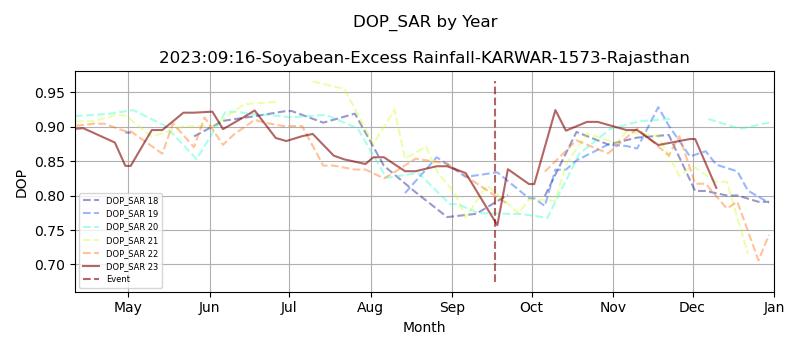 DOP_SAR by Year
2023:09:16-Soyabean-Excess Rainfall-KARWAR-1573-Rajasthan
0.95
0.90
0.85
0.80
0.75
0.70
DOP
DOP_SAR 18
DOP_SAR 19
DOP_SAR 20
DOP_SAR 21
DOP_SAR 22
DOP_SAR 23
Event
May Jun Jul Aug Sep Oct Nov Dec Jan
Month